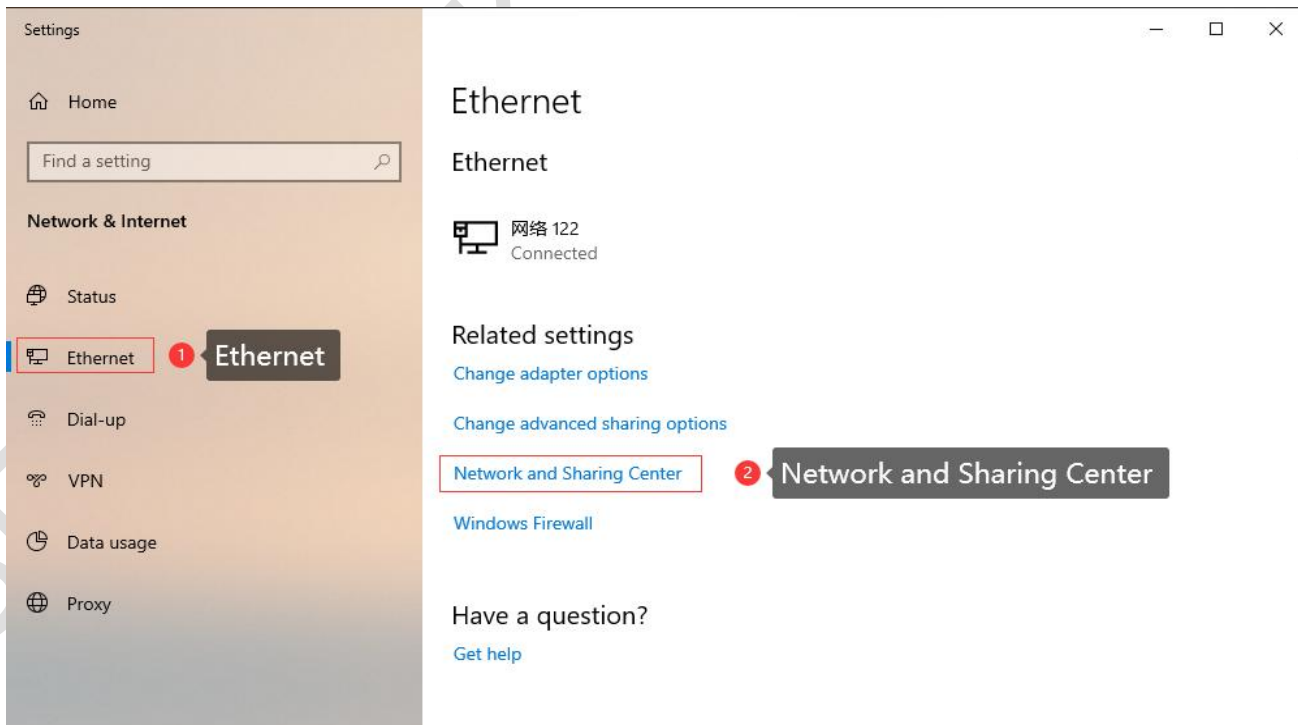 Settings
Home
Find a setting
Network & Internet
Status
Ethernet
1 Ethernet
Dial-up
VPN
Data usage
Proxy
Ethernet
Ethernet
网络 122
Connected
Related settings
Change adapter options
Change advanced sharing options
Network and Sharing Center
2 Network and Sharing Center
Windows Firewall
Have a question?
Get help